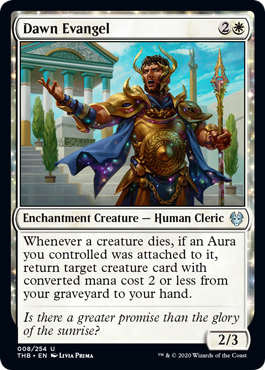 Dawn Evangel 2
Enchantment Creature — Human Cleric
Whenever a creature dies, if an Aura
you controlled was attached to it,
return target creature card with
converted mana cost 2 or less from
your graveyard to your hand.
Is there a greater promise than the glory
of the sunrise?
2/3
008/254 U
THB • EN LIVIA PRIMA
™ & © 2020 Wizards of the Coast